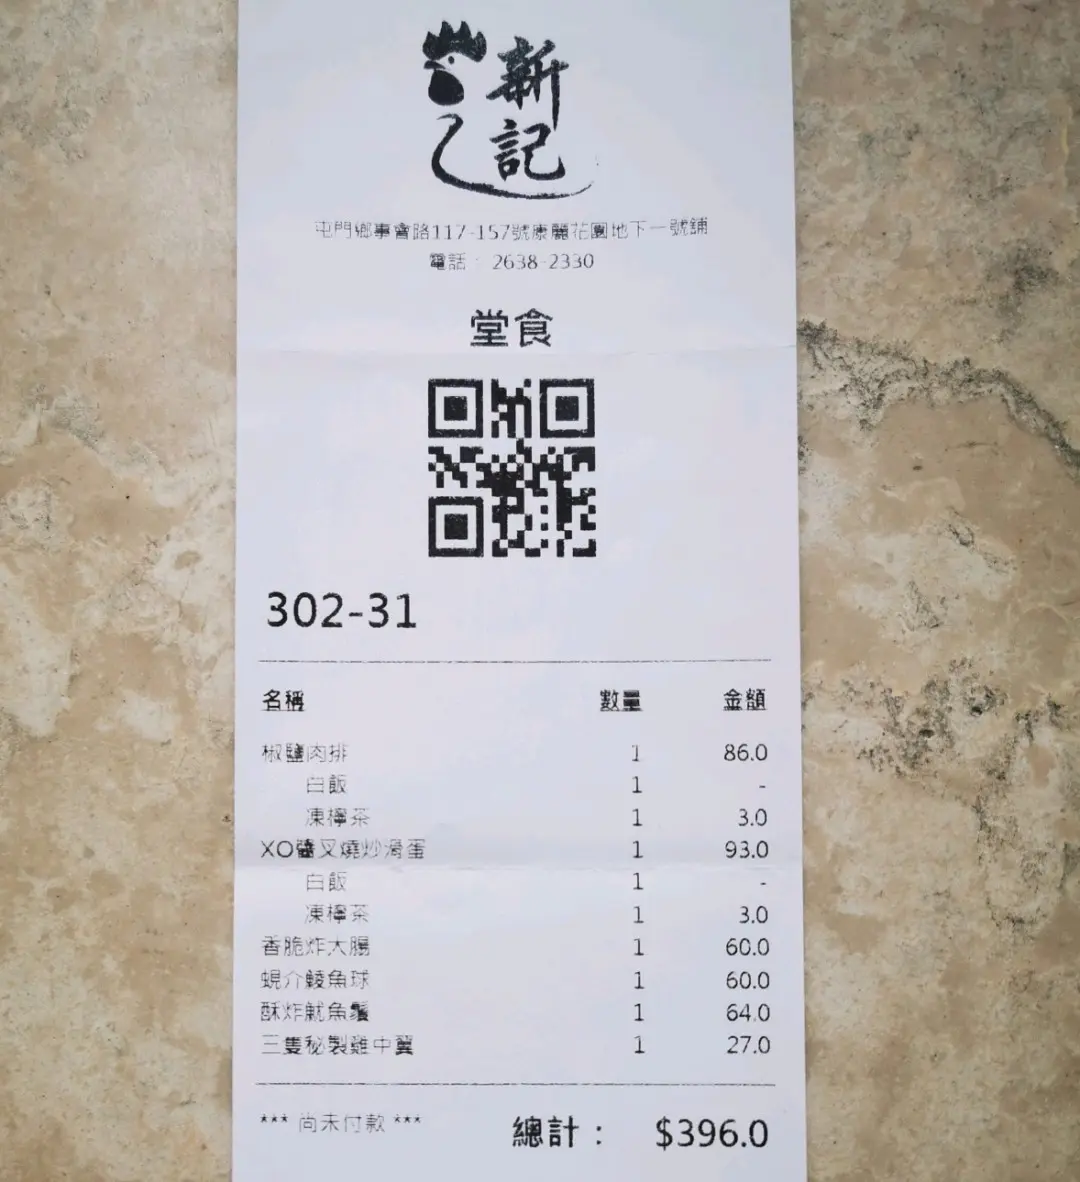 新
記
屯門鄉事會路117-157號康麗花園地下一號舖
電話： 2638-2330
堂食
302-31
名稱 數量 金額
椒鹽肉排 1 86.0
白飯 1 -
凍檸茶 1 3.0
XO醬叉燒炒滑蛋 1 93.0
白飯 1 -
凍檸茶 1 3.0
香脆炸大腸 1 60.0
蜆介鯪魚球 1 60.0
酥炸魷魚鬚 1 64.0
三隻秘製雞中翼 1 27.0
*** 尚未付款 *** 總計： $396.0